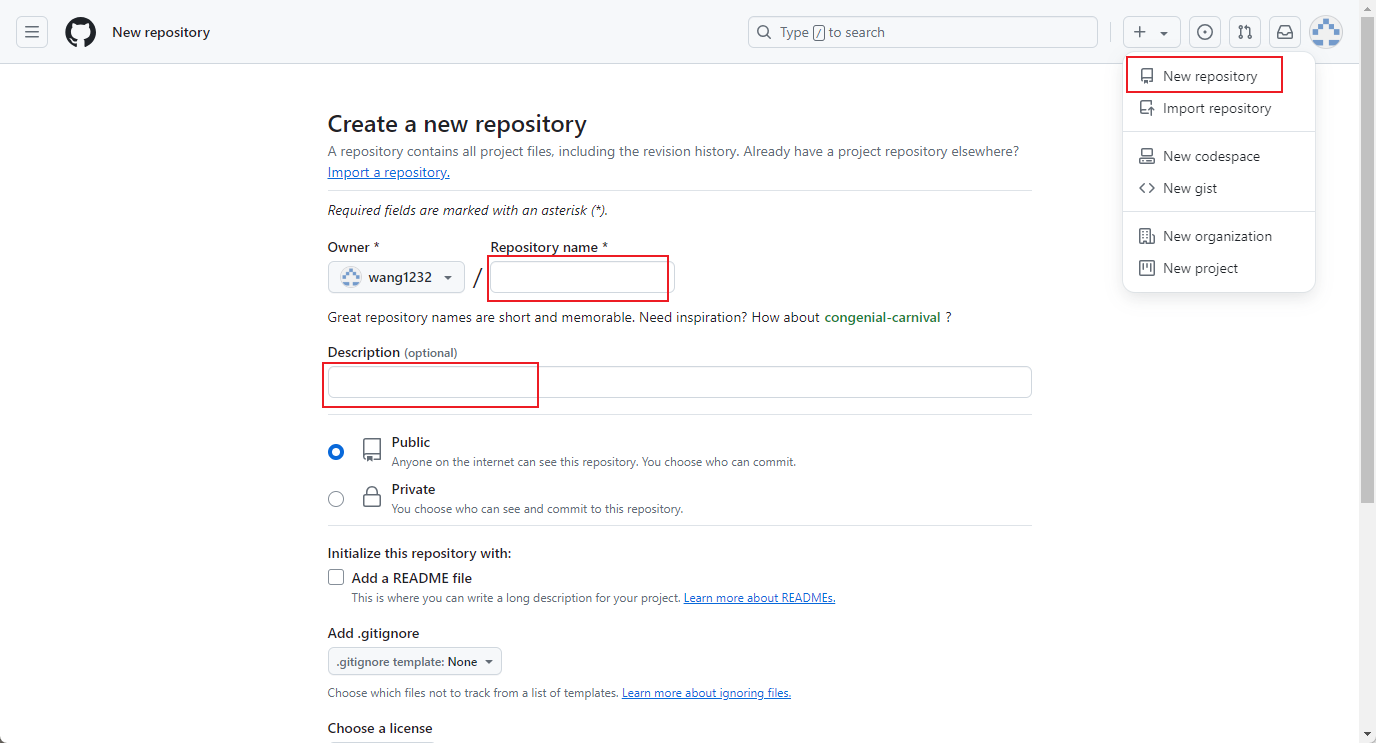 New repository
Type / to search
New repository
Import repository
New codespace
New gist
New organization
New project
Create a new repository
A repository contains all project files, including the revision history. Already have a project repository elsewhere?
Import a repository.
Required fields are marked with an asterisk (*).
Owner * Repository name *
wang1232 /
Great repository names are short and memorable. Need inspiration? How about congenial-carnival ?
Description (optional)
Public
Anyone on the internet can see this repository. You choose who can commit.
Private
You choose who can see and commit to this repository.
Initialize this repository with:
Add a README file
This is where you can write a long description for your project. Learn more about READMEs.
Add .gitignore
.gitignore template: None
Choose which files not to track from a list of templates. Learn more about ignoring files.
Choose a license